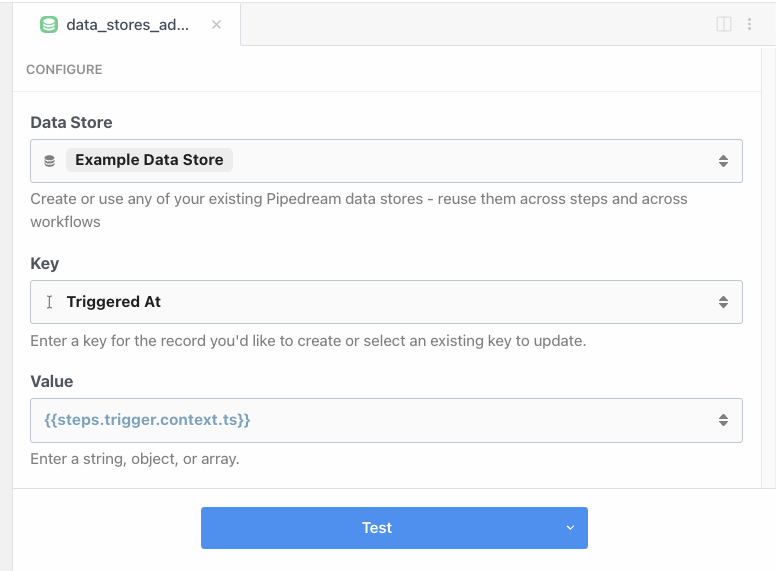 data_stores_ad...
CONFIGURE
Data Store
Example Data Store
Create or use any of your existing Pipedream data stores - reuse them across steps and across
workflows
Key
Triggered At
Enter a key for the record you'd like to create or select an existing key to update.
Value
{{steps.trigger.context.ts}}
Enter a string, object, or array.
Test